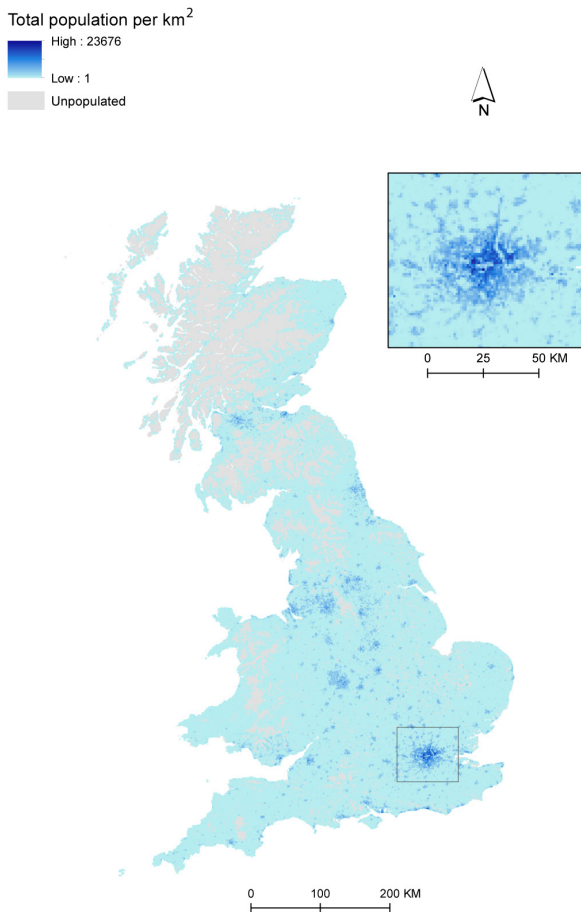 Total population per km²
High : 23676
Low : 1
Unpopulated
N
0 25 50 KM
0 100 200 KM